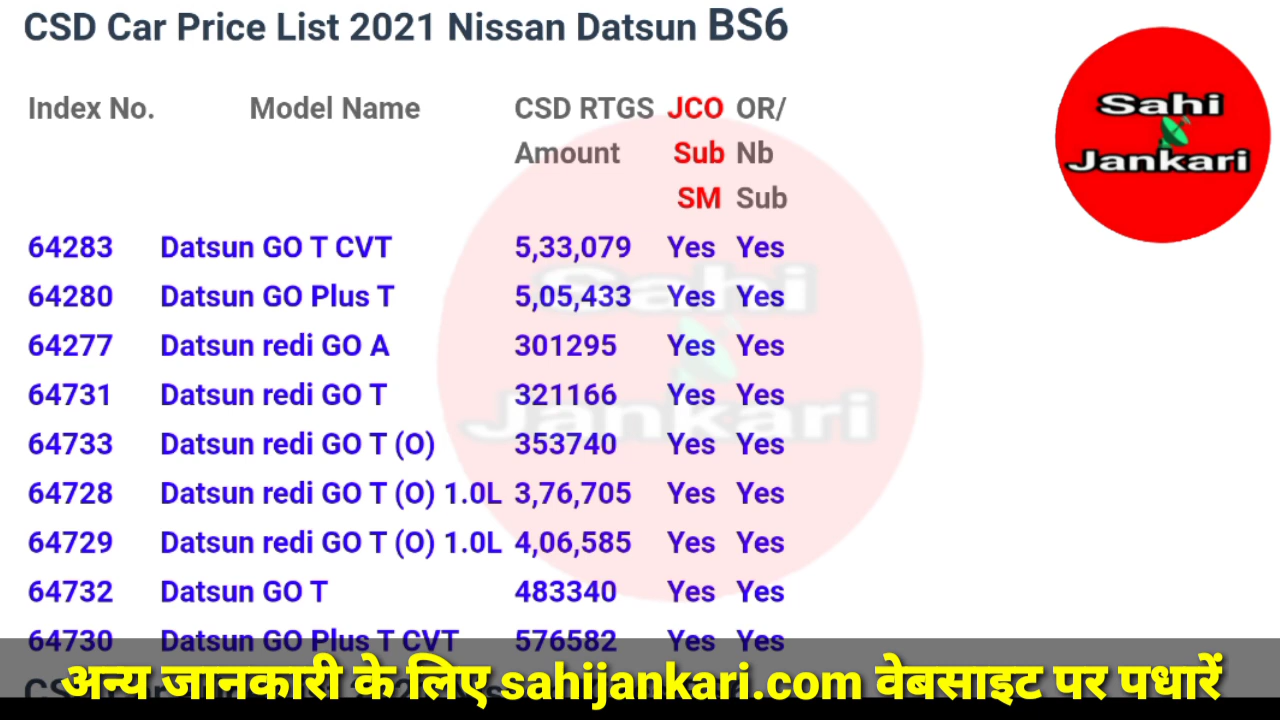 CSD Car Price List 2021 Nissan Datsun BS6
Sahi
Jankari
Index No. Model Name CSD RTGS JCO OR/
Amount Sub Nb
SM Sub
64283 Datsun GO T CVT 5,33,079 Yes Yes
64280 Datsun GO Plus T 5,05,433 Yes Yes
64277 Datsun redi GO A 301295 Yes Yes
64731 Datsun redi GO T 321166 Yes Yes
64733 Datsun redi GO T (O) 353740 Yes Yes
64728 Datsun redi GO T (O) 1.0L 3,76,705 Yes Yes
64729 Datsun redi GO T (O) 1.0L 4,06,585 Yes Yes
64732 Datsun GO T 483340 Yes Yes
64730 Datsun GO Plus T CVT 576582 Yes Yes
Sahi
Jankari
अन्य जानकारी के लिए sahijankari.com वेबसाइट पर पधारें